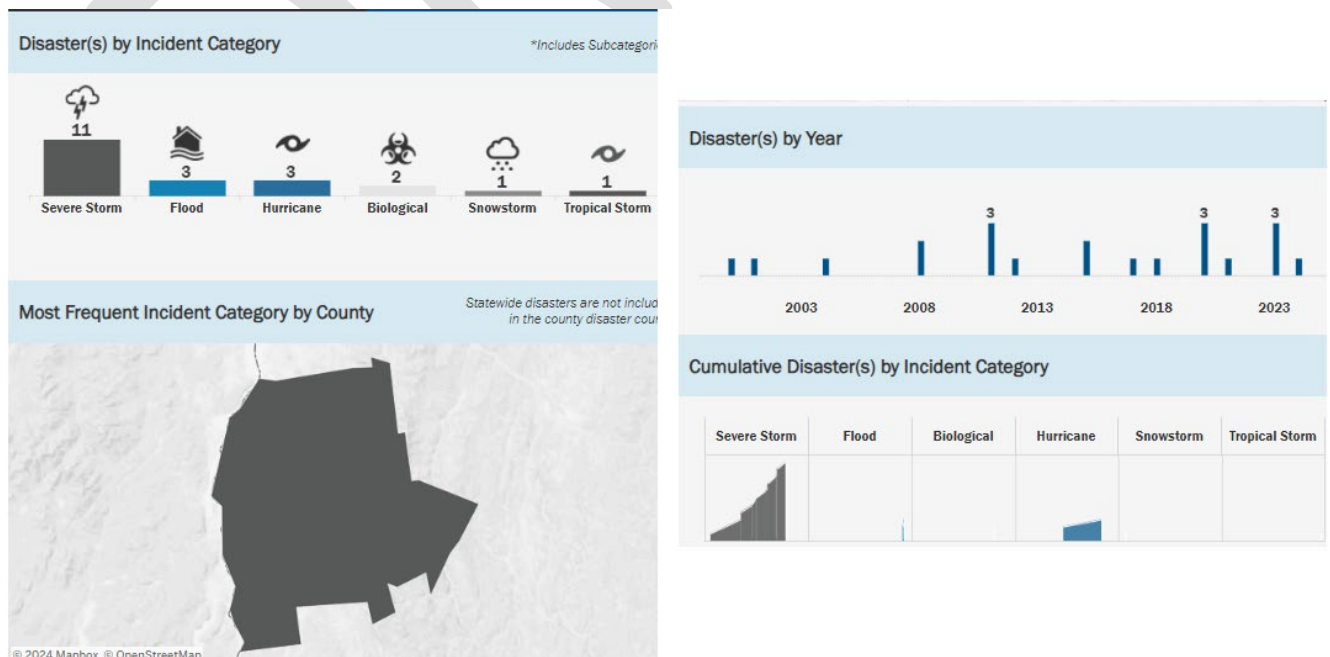 Disaster(s) by Incident Category
*Includes Subcategori
11
3
3
2
1
1
Severe Storm
Flood
Hurricane
Biological
Snowstorm
Tropical Storm
Most Frequent Incident Category by County
Statewide disasters are not includ
in the county disaster cour
© 2024 Mapbox © OpenStreetMap
Disaster(s) by Year
3
3
3
2003
2008
2013
2018
2023
Cumulative Disaster(s) by Incident Category
Severe Storm
Flood
Biological
Hurricane
Snowstorm
Tropical Storm